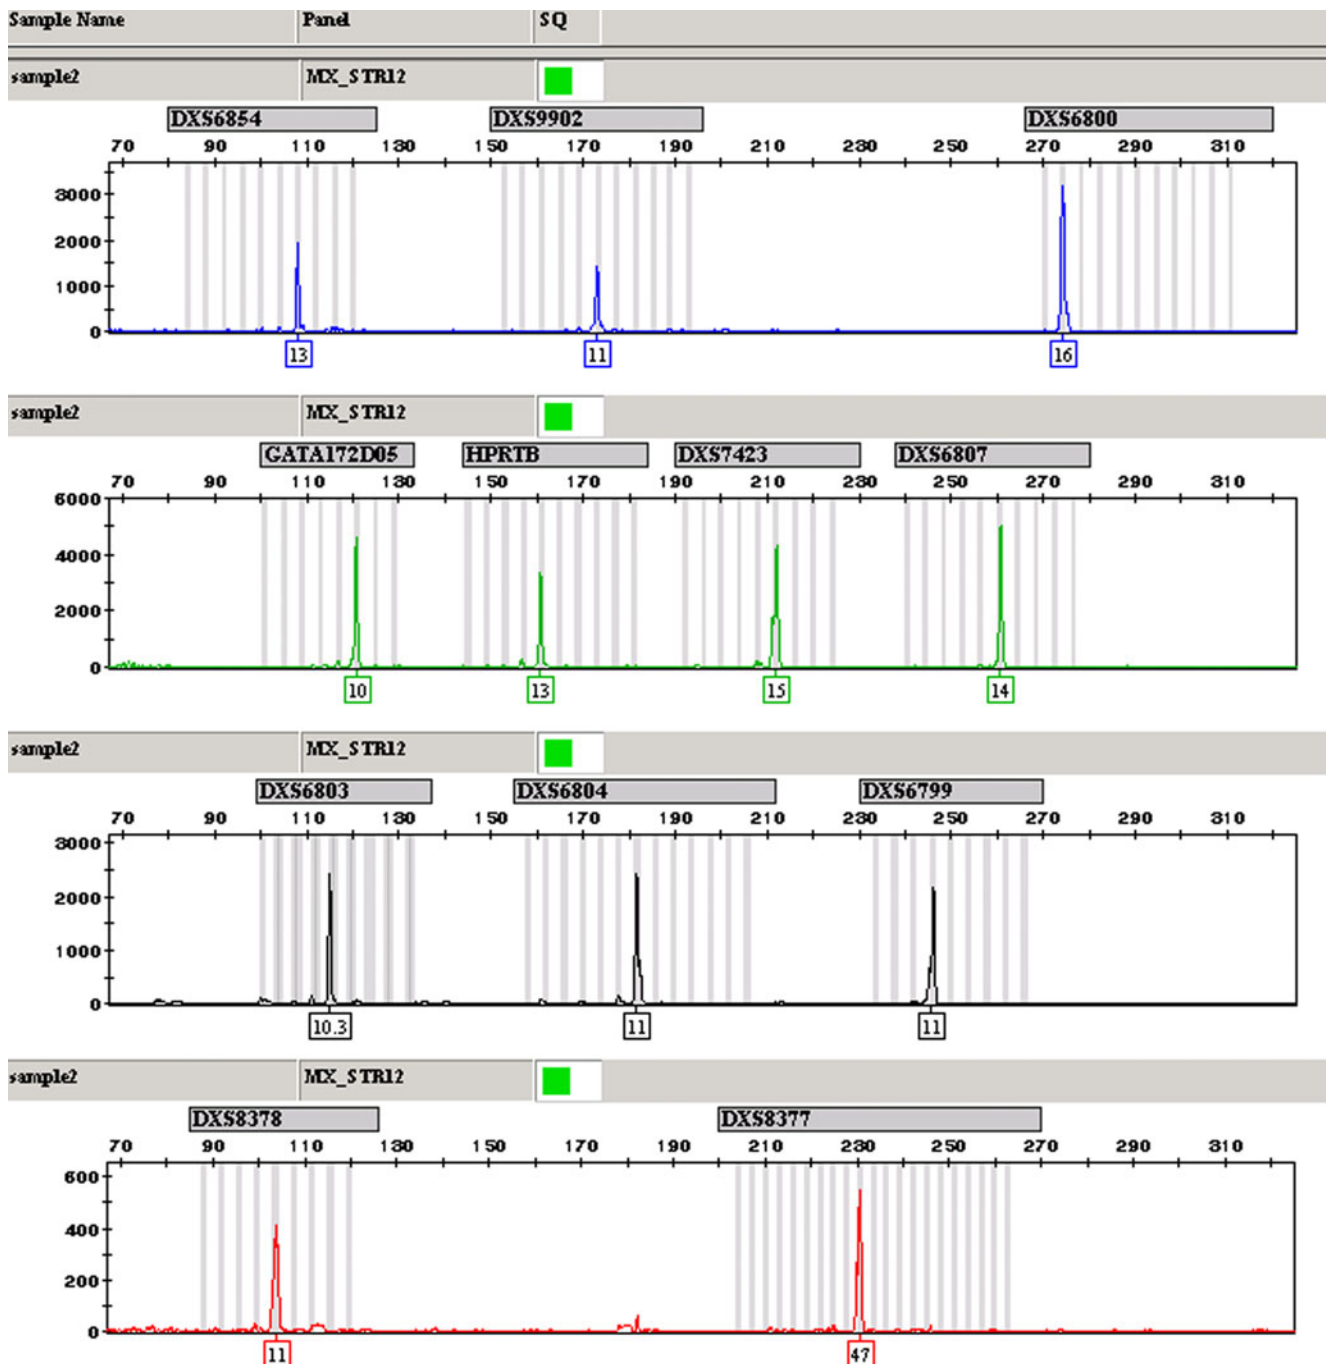 Sample Name Panel SQ
sample2 MX_STR12
DXS6854 DXS9902 DXS6800
70 90 110 130 150 170 190 210 230 250 270 290 310
3000
2000
1000
0
13 11 16
sample2 MX_STR12
GATA172D05 HPRTB DXS7423 DXS6807
70 90 110 130 150 170 190 210 230 250 270 290 310
6000
4000
2000
0
10 13 15 14
sample2 MX_STR12
DXS6803 DXS6804 DXS6799
70 90 110 130 150 170 190 210 230 250 270 290 310
3000
2000
1000
0
10.3 11 11
sample2 MX_STR12
DXS8378 DXS8377
70 90 110 130 150 170 190 210 230 250 270 290 310
600
400
200
0
11 47